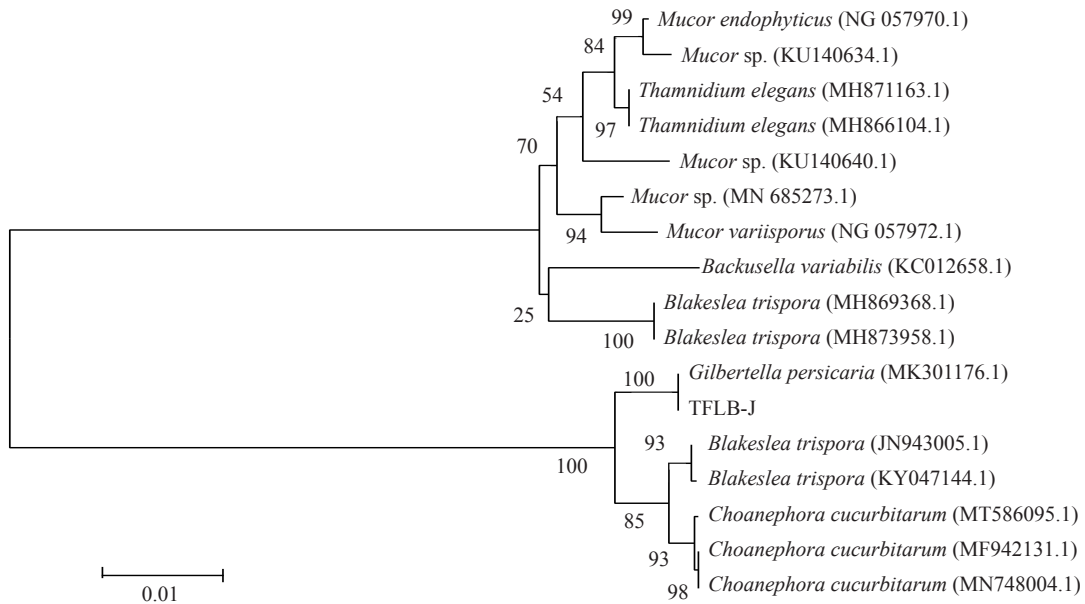 99
Mucor endophyticus (NG 057970.1)
84
Mucor sp. (KU140634.1)
54
Thamnidium elegans (MH871163.1)
97
Thamnidium elegans (MH866104.1)
70
Mucor sp. (KU140640.1)
Mucor sp. (MN 685273.1)
94
Mucor variisporus (NG 057972.1)
Backusella variabilis (KC012658.1)
25
Blakeslea trispora (MH869368.1)
100
Blakeslea trispora (MH873958.1)
100
Gilbertella persicaria (MK301176.1)
TFLB-J
93
Blakeslea trispora (JN943005.1)
100
Blakeslea trispora (KY047144.1)
85
Choanephora cucurbitarum (MT586095.1)
93
Choanephora cucurbitarum (MF942131.1)
98
Choanephora cucurbitarum (MN748004.1)
0.01